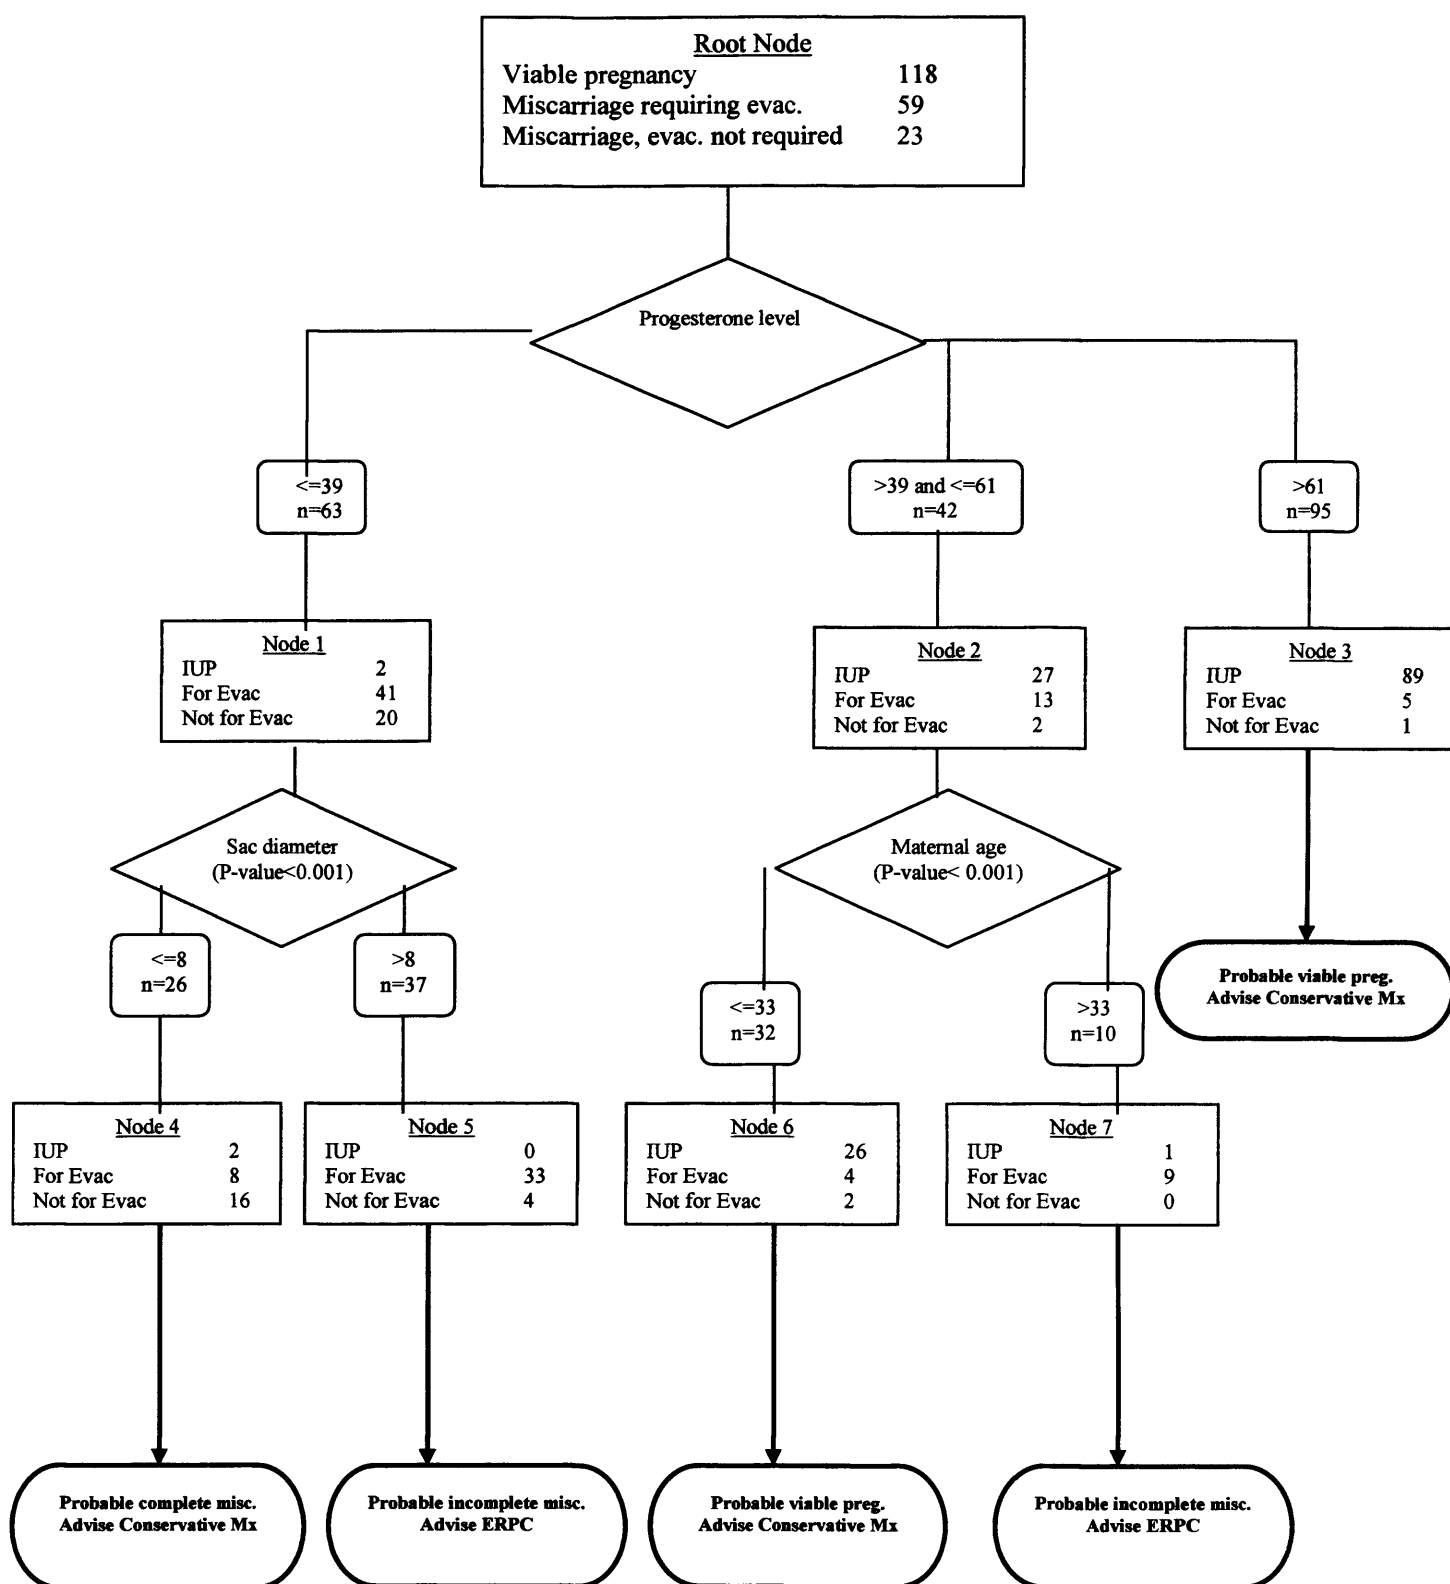 Root Node
Viable pregnancy 118
Miscarriage requiring evac. 59
Miscarriage, evac. not required 23
Progesterone level
<=39
n=63
>39 and <=61
n=42
>61
n=95
Node 1
IUP 2
For Evac 41
Not for Evac 20
Node 2
IUP 27
For Evac 13
Not for Evac 2
Node 3
IUP 89
For Evac 5
Not for Evac 1
Sac diameter
(P-value<0.001)
Maternal age
(P-value< 0.001)
<=8
n=26
>8
n=37
<=33
n=32
>33
n=10
Probable viable preg.
Advise Conservative Mx
Node 4
IUP 2
For Evac 8
Not for Evac 16
Node 5
IUP 0
For Evac 33
Not for Evac 4
Node 6
IUP 26
For Evac 4
Not for Evac 2
Node 7
IUP 1
For Evac 9
Not for Evac 0
Probable complete misc.
Advise Conservative Mx
Probable incomplete misc.
Advise ERPC
Probable viable preg.
Advise Conservative Mx
Probable incomplete misc.
Advise ERPC